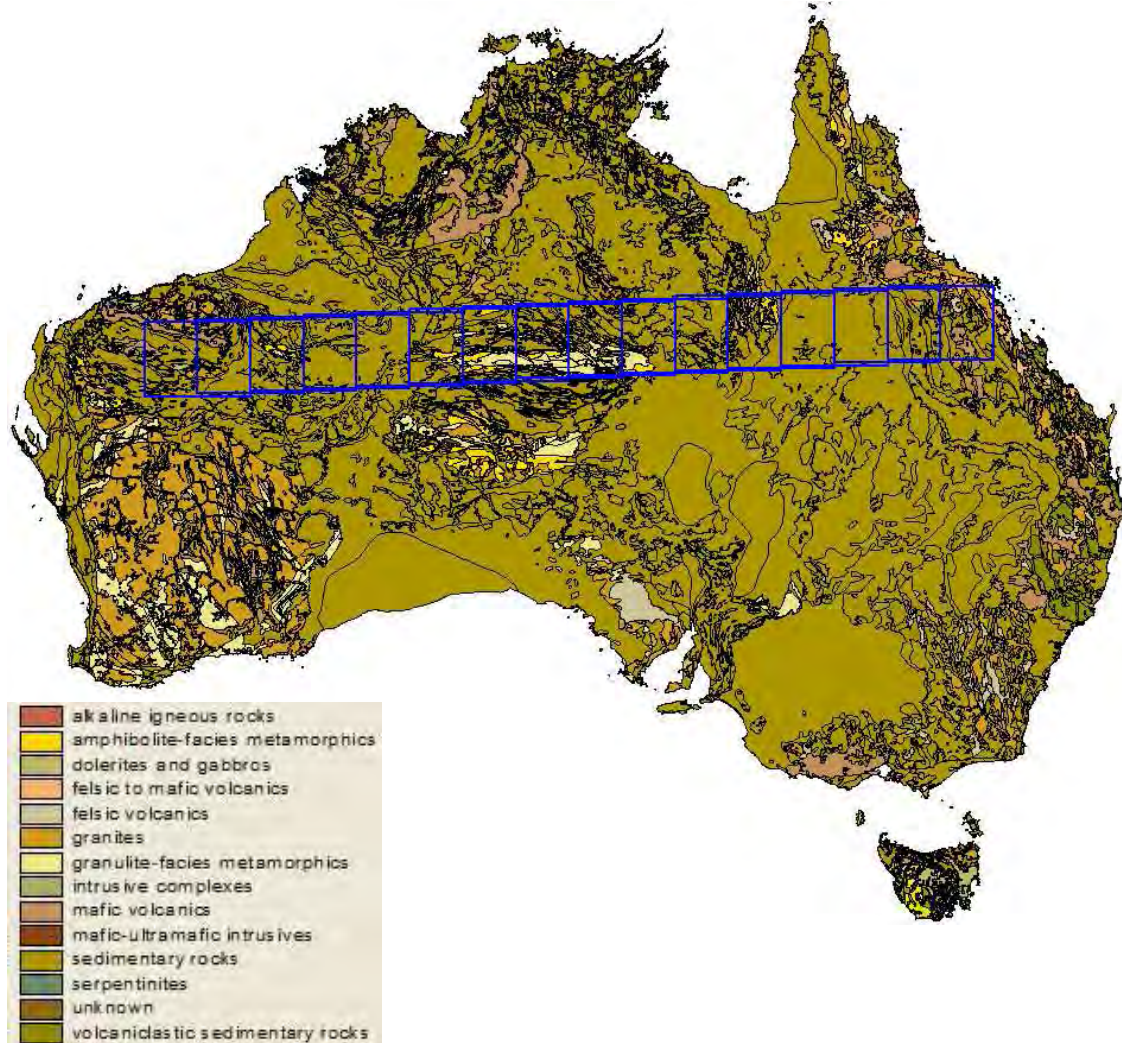 alkaline igneous rocks
amphibolite-facies metamorphics
dolerites and gabbros
felsic to mafic volcanics
felsic volcanics
granites
granulite-facies metamorphics
intrusive complexes
mafic volcanics
mafic-ultramafic intrusives
sedimentary rocks
serpentinites
unknown
volcaniclastic sedimentary rocks